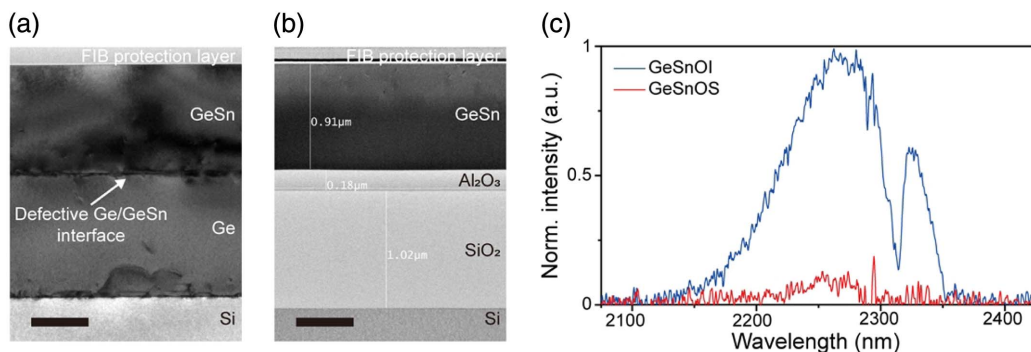 (a)
FIB protection layer
GeSn
Defective Ge/GeSn
interface
Ge
Si
(b)
FIB protection layer
0.91μm
GeSn
0.18μm
Al₂O₃
1.02μm
SiO₂
Si
(c)
Norm. intensity (a.u.)
1
0.5
0
GeSnOI
GeSnOS
2100
2200
2300
2400
Wavelength (nm)